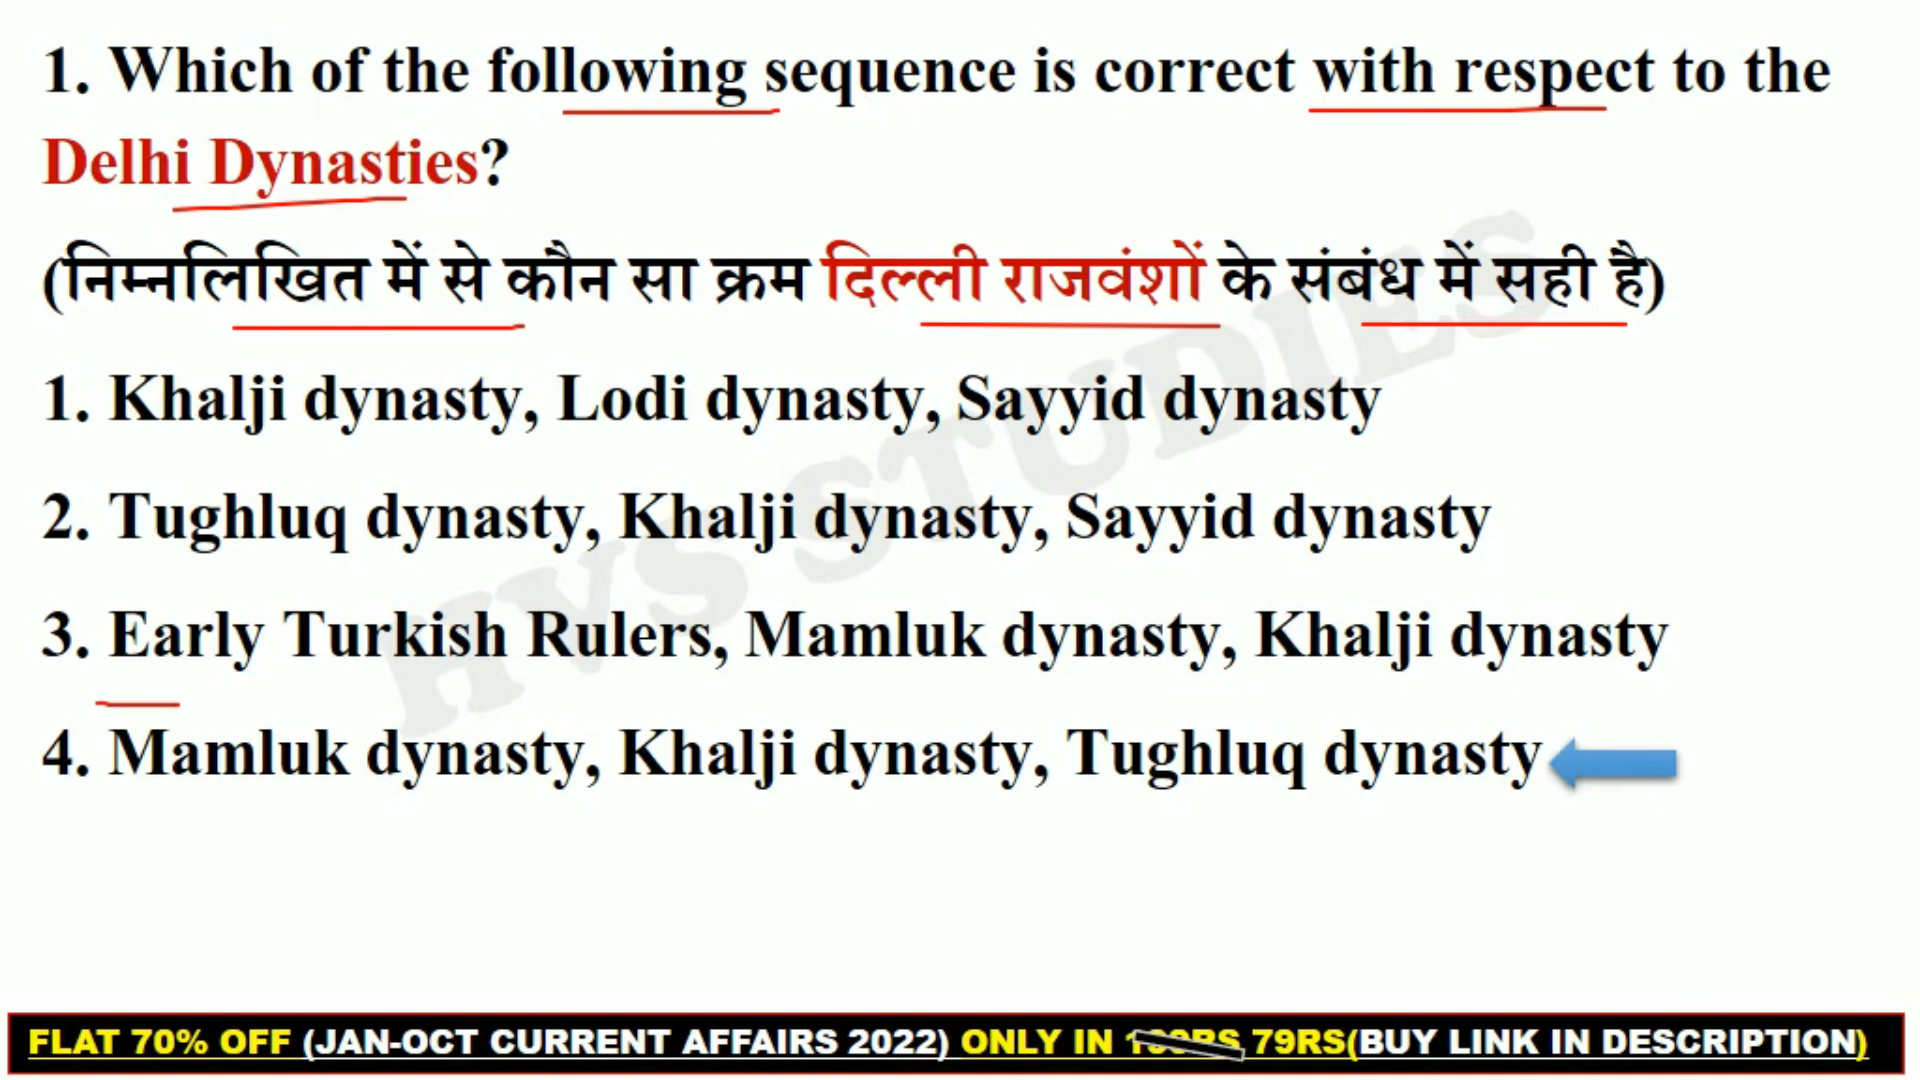 1. Which of the following sequence is correct with respect to the
Delhi Dynasties?
(निम्नलिखित में से कौन सा क्रम दिल्ली राजवंशों के संबंध में सही है)
1. Khalji dynasty, Lodi dynasty, Sayyid dynasty
2. Tughluq dynasty, Khalji dynasty, Sayyid dynasty
3. Early Turkish Rulers, Mamluk dynasty, Khalji dynasty
4. Mamluk dynasty, Khalji dynasty, Tughluq dynasty
HVS STUDIES
FLAT 70% OFF (JAN-OCT CURRENT AFFAIRS 2022) ONLY IN 79RS(BUY LINK IN DESCRIPTION)